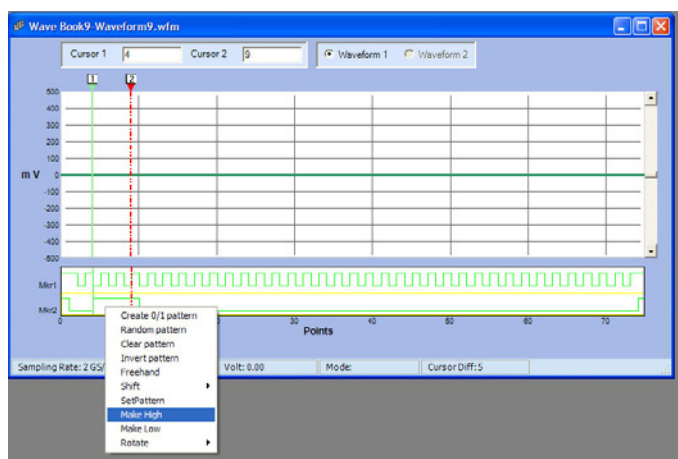 Wave Book9-Waveform9.wfm
Cursor 1 4 Cursor 2 9 Waveform 1 Waveform 2
1 2
500
400
300
200
100
m V 0
-100
-200
-300
-400
-500
Mkr1
Mkr2
0 30 40 50 60 70
Points
Sampling Rate: 2 GS/ Volt: 0.00 Mode: Cursor Diff: 5
Create 0/1 pattern
Random pattern
Clear pattern
Invert pattern
Freehand
Shift
SetPattern
Make High
Make Low
Rotate